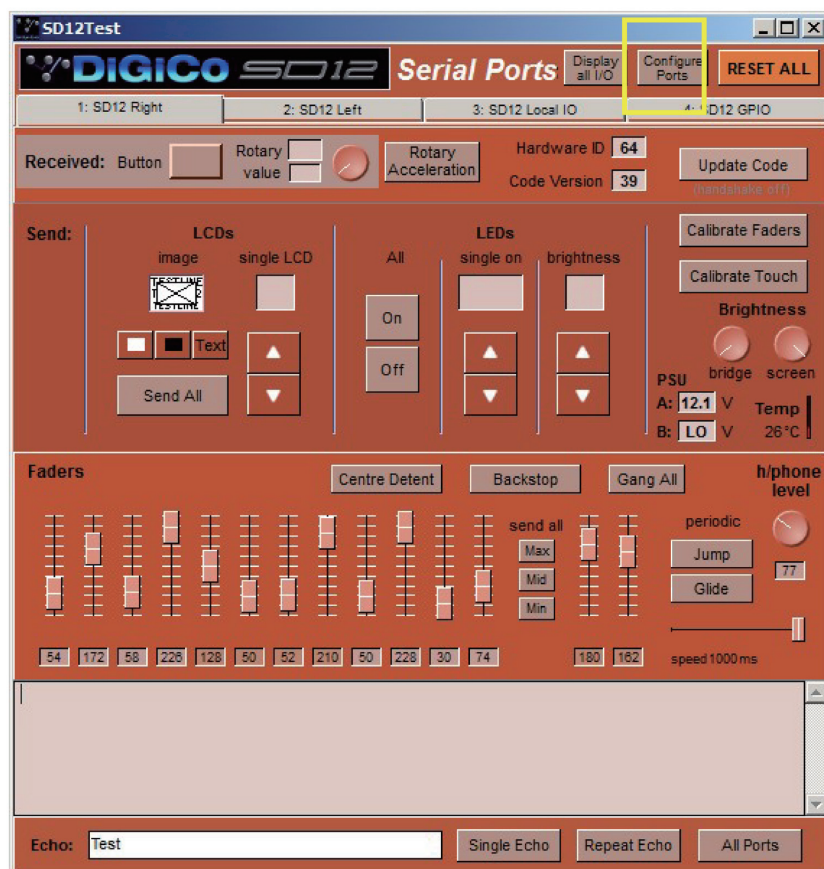 SD12Test
DiGiCo SD12 Serial Ports Display all I/O Configure Ports RESET ALL
1: SD12 Right 2: SD12 Left 3: SD12 Local IO 4: SD12 GPIO
Received: Button Rotary value Rotary Acceleration Hardware ID 64 Update Code
Code Version 39 (handshake off)
Send: LCDs LEDs Calibrate Faders
image single LCD All single on brightness
TESTLINE
Calibrate Touch
On Brightness
Text
Off bridge screen
Send All PSU
A: 12.1 V Temp
B: LO V 26°C
Faders Centre Detent Backstop Gang All h/phone level
send all periodic
Max Jump
Mid Glide 77
Min
54 172 58 226 128 50 52 210 50 228 30 74 180 162 speed 1000 ms
Echo: Test Single Echo Repeat Echo All Ports